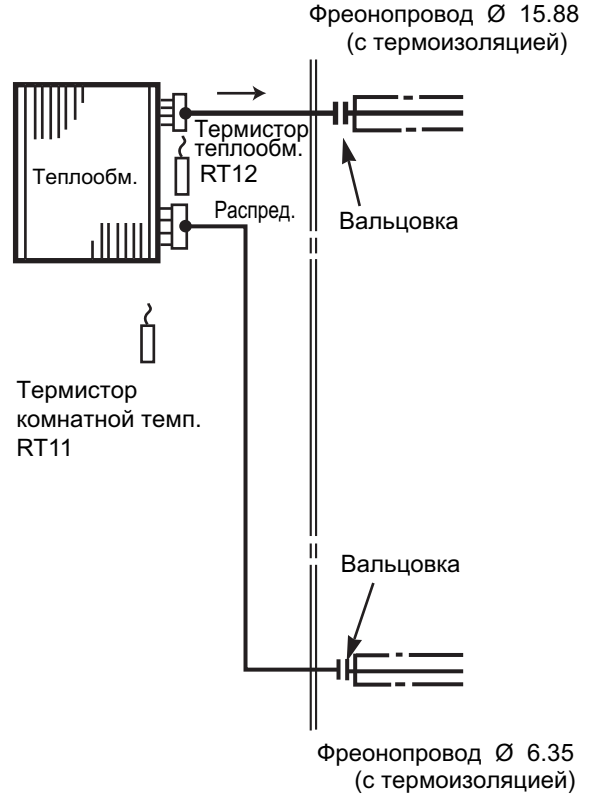 Фреонопровод Ø 15.88
(с термоизоляцией)
Термистор
теплообм.
RT12
Теплообм.
Распред.
Вальцовка
Термистор
комнатной темп.
RT11
Вальцовка
Фреонопровод Ø 6.35
(с термоизоляцией)